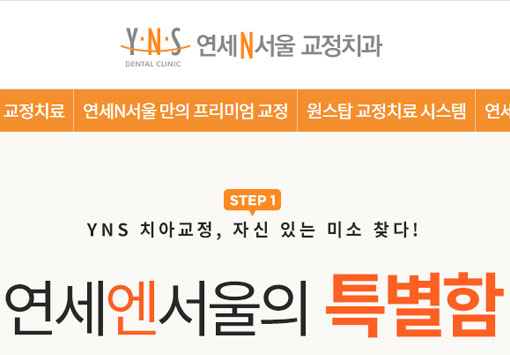 Y·N·S
DENTAL CLINIC
연세N서울 교정치과
교정치료
연세N서울 만의 프리미엄 교정
원스탑 교정치료 시스템
연세
STEP 1
YNS 치아교정, 자신 있는 미소 찾다!
연세엔서울의 특별함